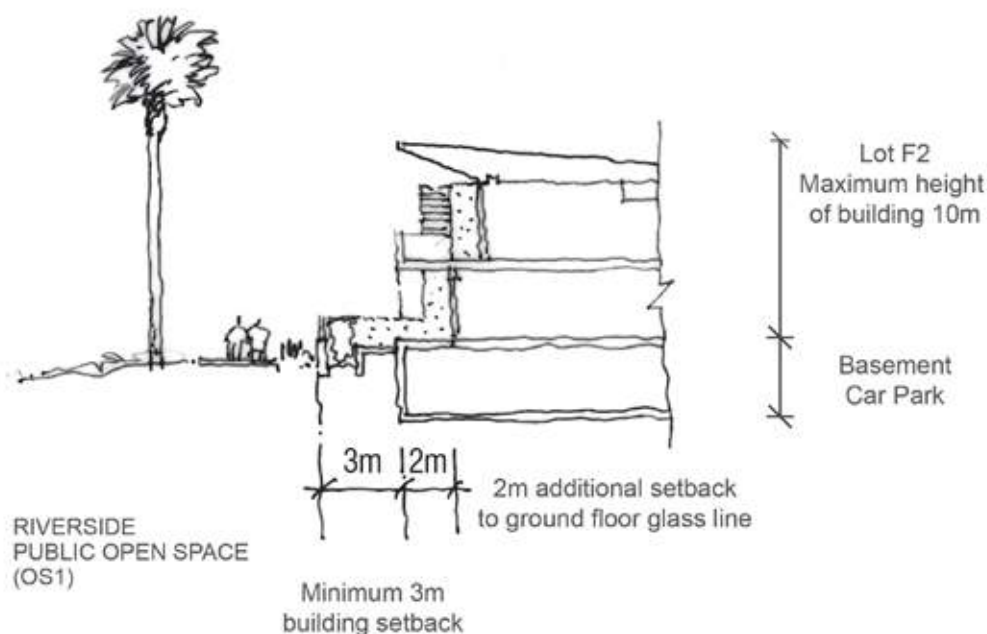 Lot F2
Maximum height
of building 10m
Basement
Car Park
3m
2m
2m additional setback
to ground floor glass line
RIVERSIDE
PUBLIC OPEN SPACE
(OS1)
Minimum 3m
building setback